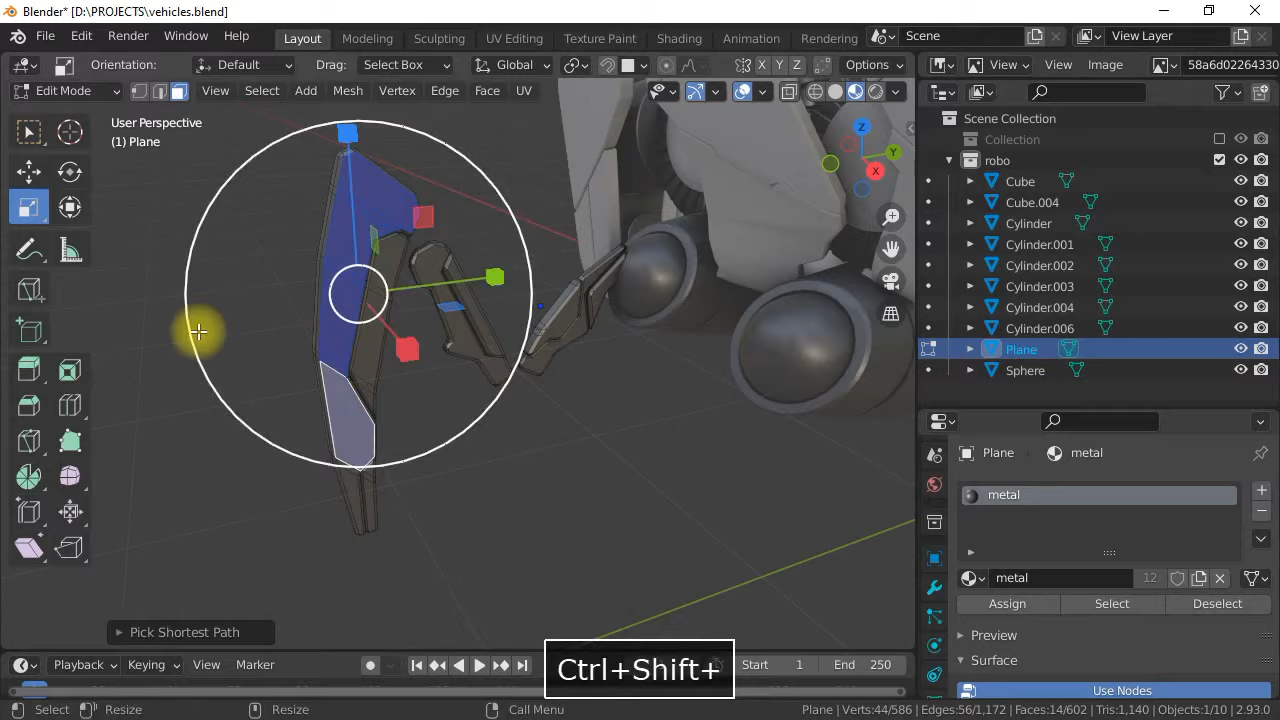 Blender* [D:\PROJECTS\vehicles.blend]
File Edit Render Window Help Layout Modeling Sculpting UV Editing Texture Paint Shading Animation Rendering Scene View Layer
Orientation: Default Drag: Select Box Global X Y Z Options View View Image 58a6d02264330
Edit Mode View Select Add Mesh Vertex Edge Face UV
User Perspective
(1) Plane
Z
Y
X
Scene Collection
Collection
robo
Cube
Cube.004
Cylinder
Cylinder.001
Cylinder.002
Cylinder.003
Cylinder.004
Cylinder.006
Plane
Sphere
Plane metal
metal
metal 12
Assign Select Deselect
Preview
Surface
Use Nodes
Pick Shortest Path
Ctrl+Shift+
Playback Keying View Marker Start 1 End 250
Select Resize Resize Call Menu Plane | Verts:44/586 | Edges:56/1,172 | Faces:14/602 | Tris:1,140 | Objects:1/10 | 2.93.0